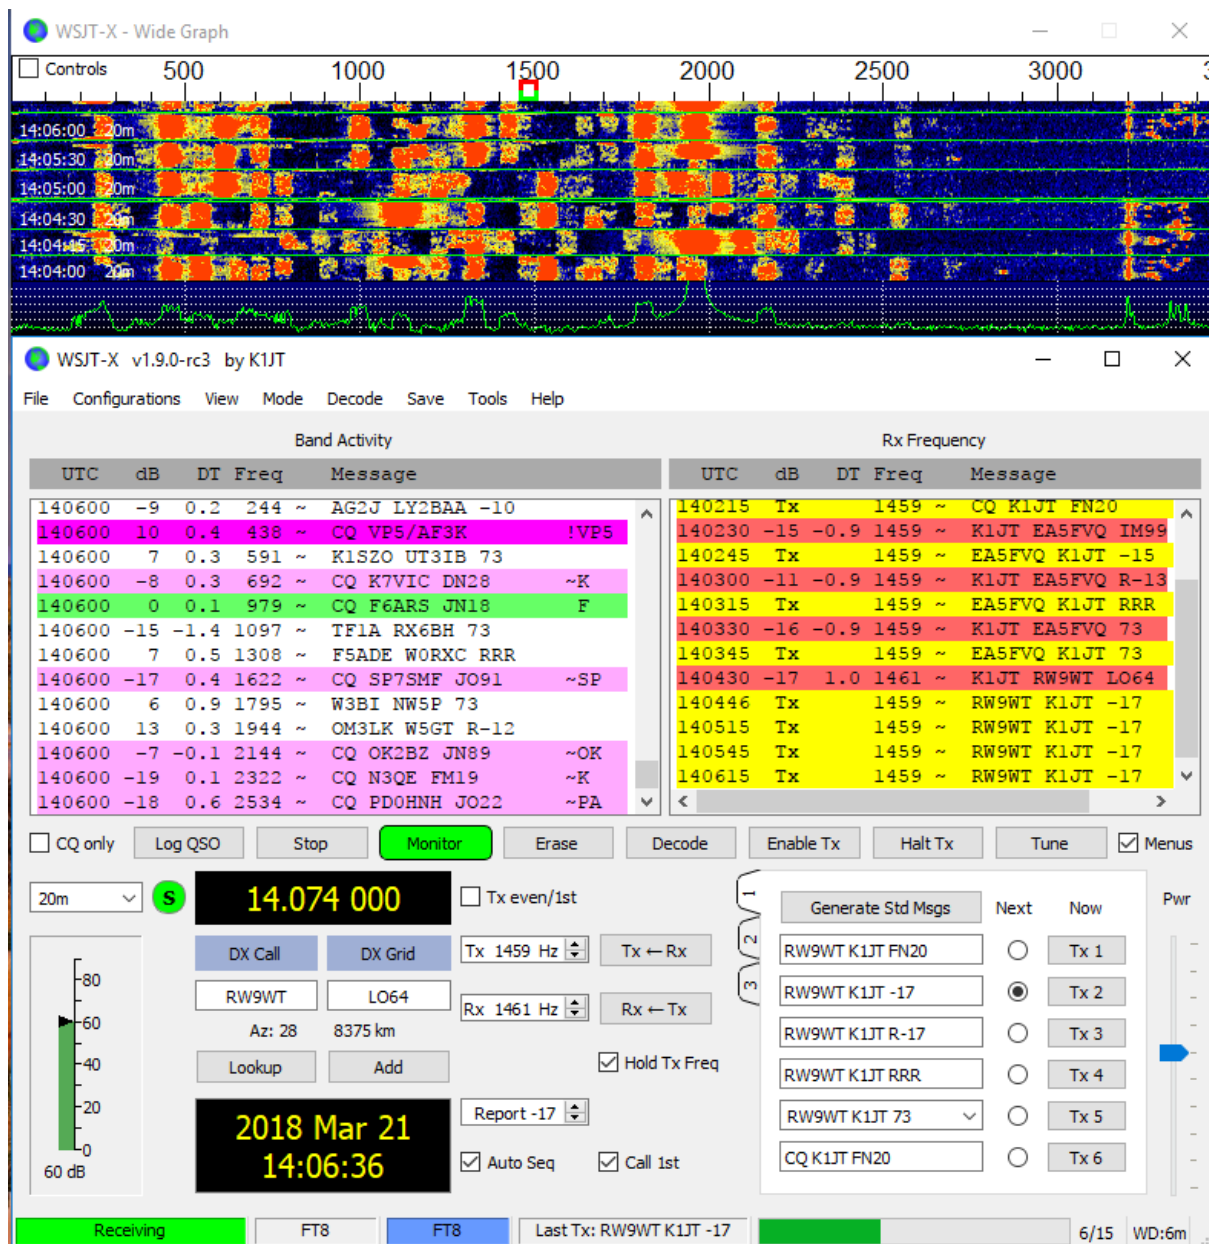 WSJT-X - Wide Graph
Controls 500 1000 1500 2000 2500 3000
14:06:00 20m
14:05:30 20m
14:05:00 20m
14:04:30 20m
14:04:15 20m
14:04:00 20m
WSJT-X v1.9.0-rc3 by K1JT
File Configurations View Mode Decode Save Tools Help
Band Activity
UTC dB DT Freq Message
140600 -9 0.2 244 ~ AG2J LY2BAA -10
140600 10 0.4 438 ~ CQ VP5/AF3K !VP5
140600 7 0.3 591 ~ K1SZO UT3IB 73
140600 -8 0.3 692 ~ CQ K7VIC DN28 ~K
140600 0 0.1 979 ~ CQ F6ARS JN18 F
140600 -15 -1.4 1097 ~ TF1A RX6BH 73
140600 7 0.5 1308 ~ F5ADE W0RXC RRR
140600 -17 0.4 1622 ~ CQ SP7SMF JO91 ~SP
140600 6 0.9 1795 ~ W3BI NW5P 73
140600 13 0.3 1944 ~ OM3LK W5GT R-12
140600 -7 -0.1 2144 ~ CQ OK2BZ JN89 ~OK
140600 -19 0.1 2322 ~ CQ N3QE FM19 ~K
140600 -18 0.6 2534 ~ CQ PD0HNH JO22 ~PA
Rx Frequency
UTC dB DT Freq Message
140215 Tx 1459 ~ CQ K1JT FN20
140230 -15 -0.9 1459 ~ K1JT EA5FVQ IM99
140245 Tx 1459 ~ EA5FVQ K1JT -15
140300 -11 -0.9 1459 ~ K1JT EA5FVQ R-13
140315 Tx 1459 ~ EA5FVQ K1JT RRR
140330 -16 -0.9 1459 ~ K1JT EA5FVQ 73
140345 Tx 1459 ~ EA5FVQ K1JT 73
140430 -17 1.0 1461 ~ K1JT RW9WT LO64
140446 Tx 1459 ~ RW9WT K1JT -17
140515 Tx 1459 ~ RW9WT K1JT -17
140545 Tx 1459 ~ RW9WT K1JT -17
140615 Tx 1459 ~ RW9WT K1JT -17
CQ only Log QSO Stop Monitor Erase Decode Enable Tx Halt Tx Tune Menus
20m S 14.074 000
Tx even/1st
DX Call DX Grid
RW9WT LO64
Az: 28 8375 km
Lookup Add
Tx 1459 Hz Tx ← Rx
Rx 1461 Hz Rx ← Tx
Hold Tx Freq
Report -17
Auto Seq Call 1st
2018 Mar 21
14:06:36
80
60
40
20
0
60 dB
1
2
3
Generate Std Msgs Next Now
RW9WT K1JT FN20 Tx 1
RW9WT K1JT -17 Tx 2
RW9WT K1JT R-17 Tx 3
RW9WT K1JT RRR Tx 4
RW9WT K1JT 73 Tx 5
CQ K1JT FN20 Tx 6
Pwr
Receiving FT8 FT8 Last Tx: RW9WT K1JT -17 6/15 WD:6m